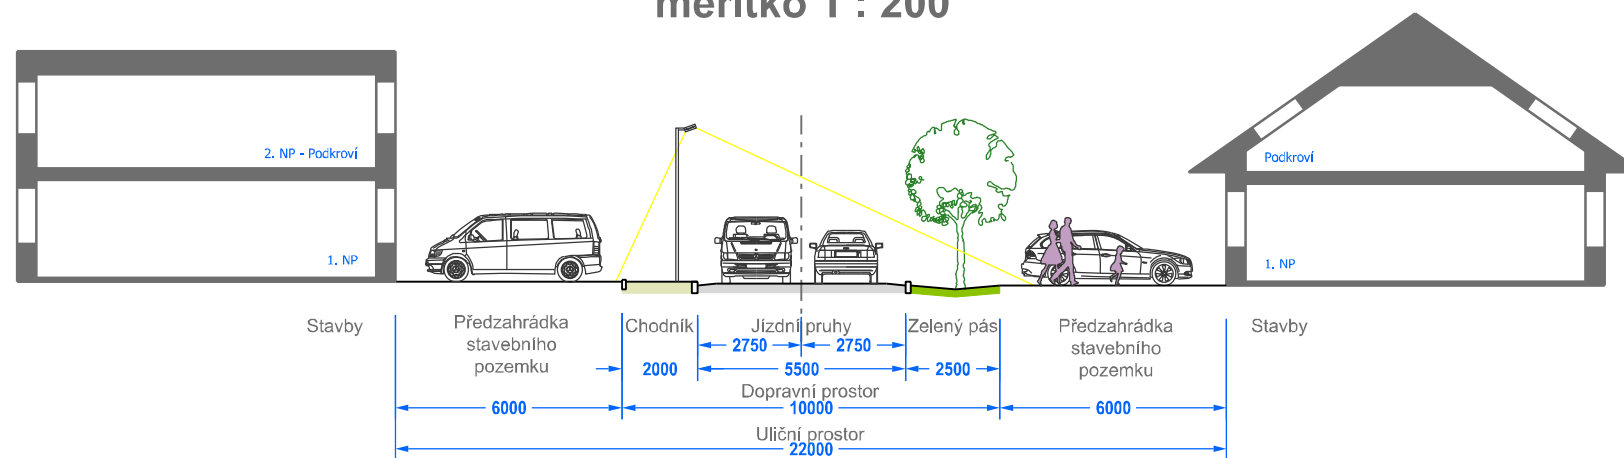 měřítko 1 : 200
2. NP - Podkroví
Podkroví
1. NP
1. NP
Stavby
Předzahrádka
stavebního
pozemku
Chodník
Jízdní pruhy
Zelený pás
Předzahrádka
stavebního
pozemku
Stavby
2750
2750
2000
5500
2500
Dopravní prostor
6000
10000
6000
Uliční prostor
22000